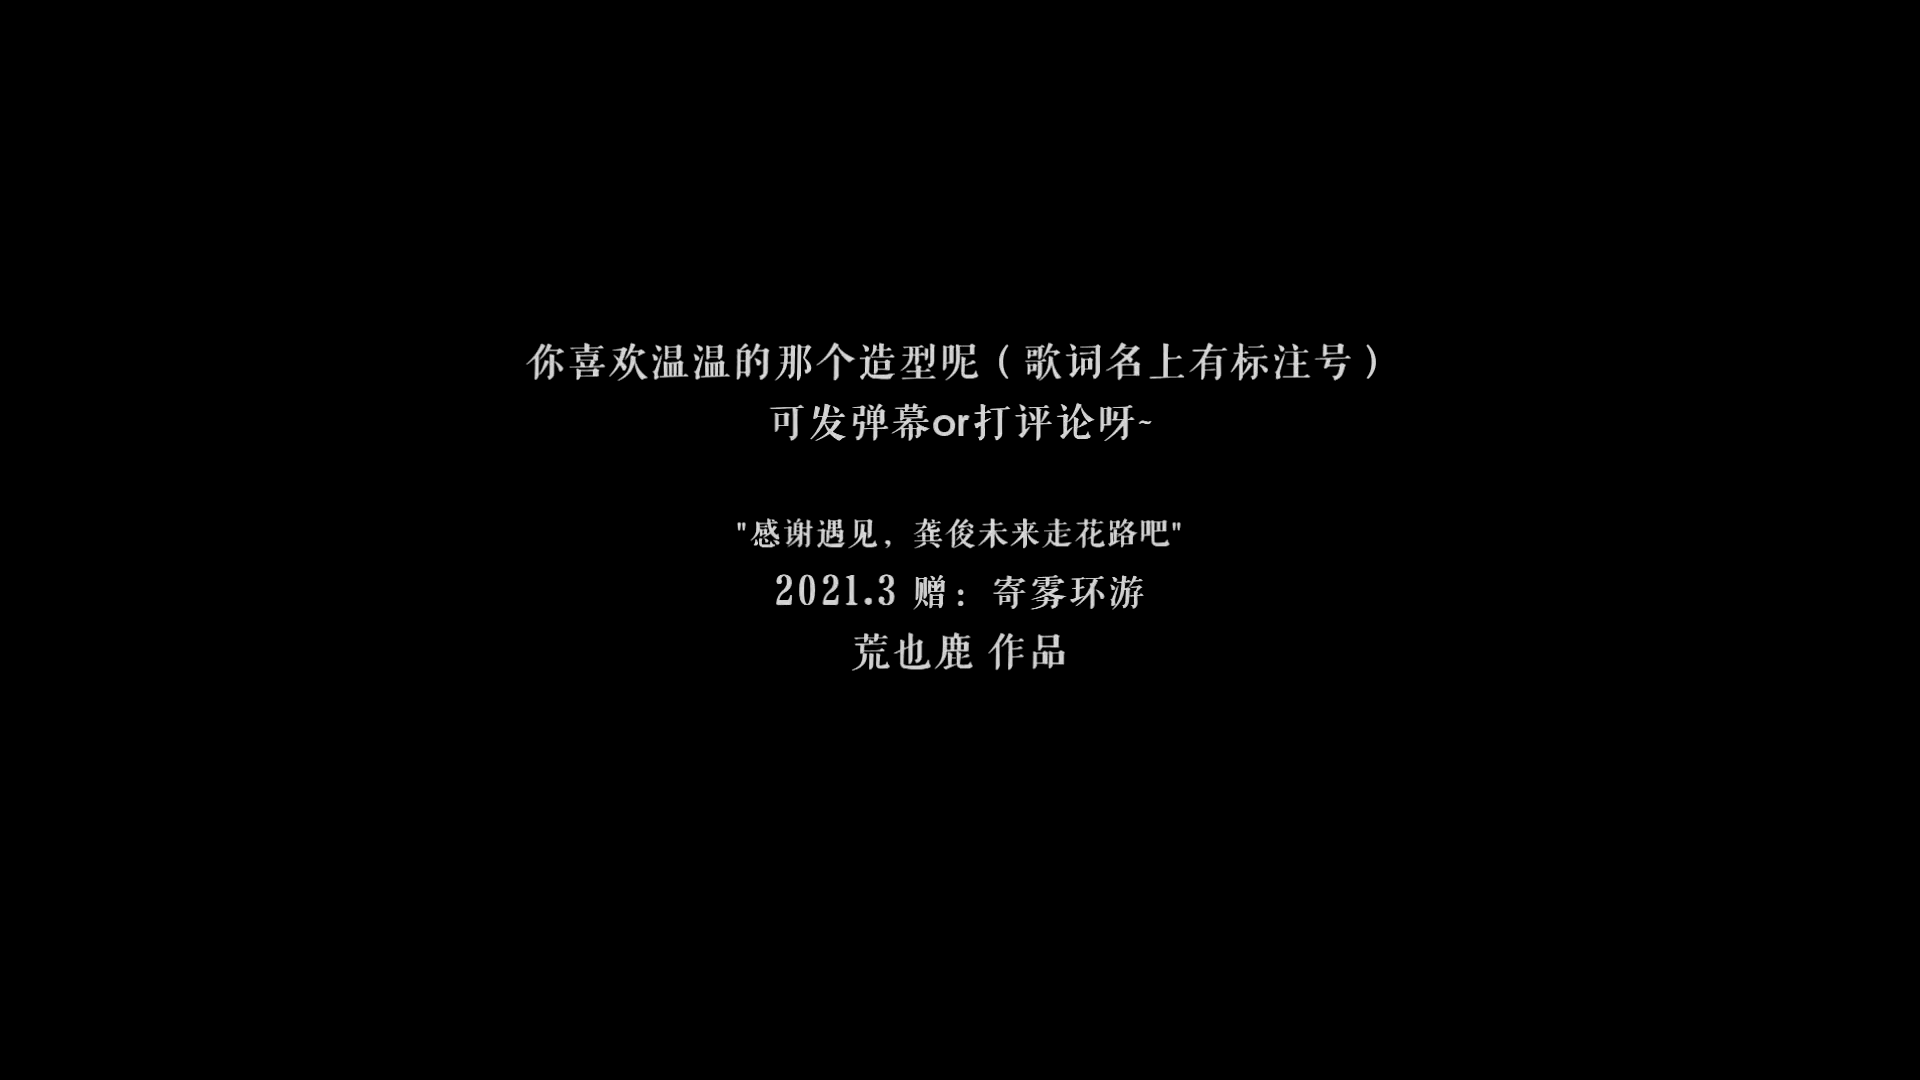 你喜欢温温的那个造型呢（歌词名上有标注号）
可发弹幕or打评论呀~
"感谢遇见，龚俊未来走花路吧"
2021.3 赠：寄雾环游
荒也鹿 作品